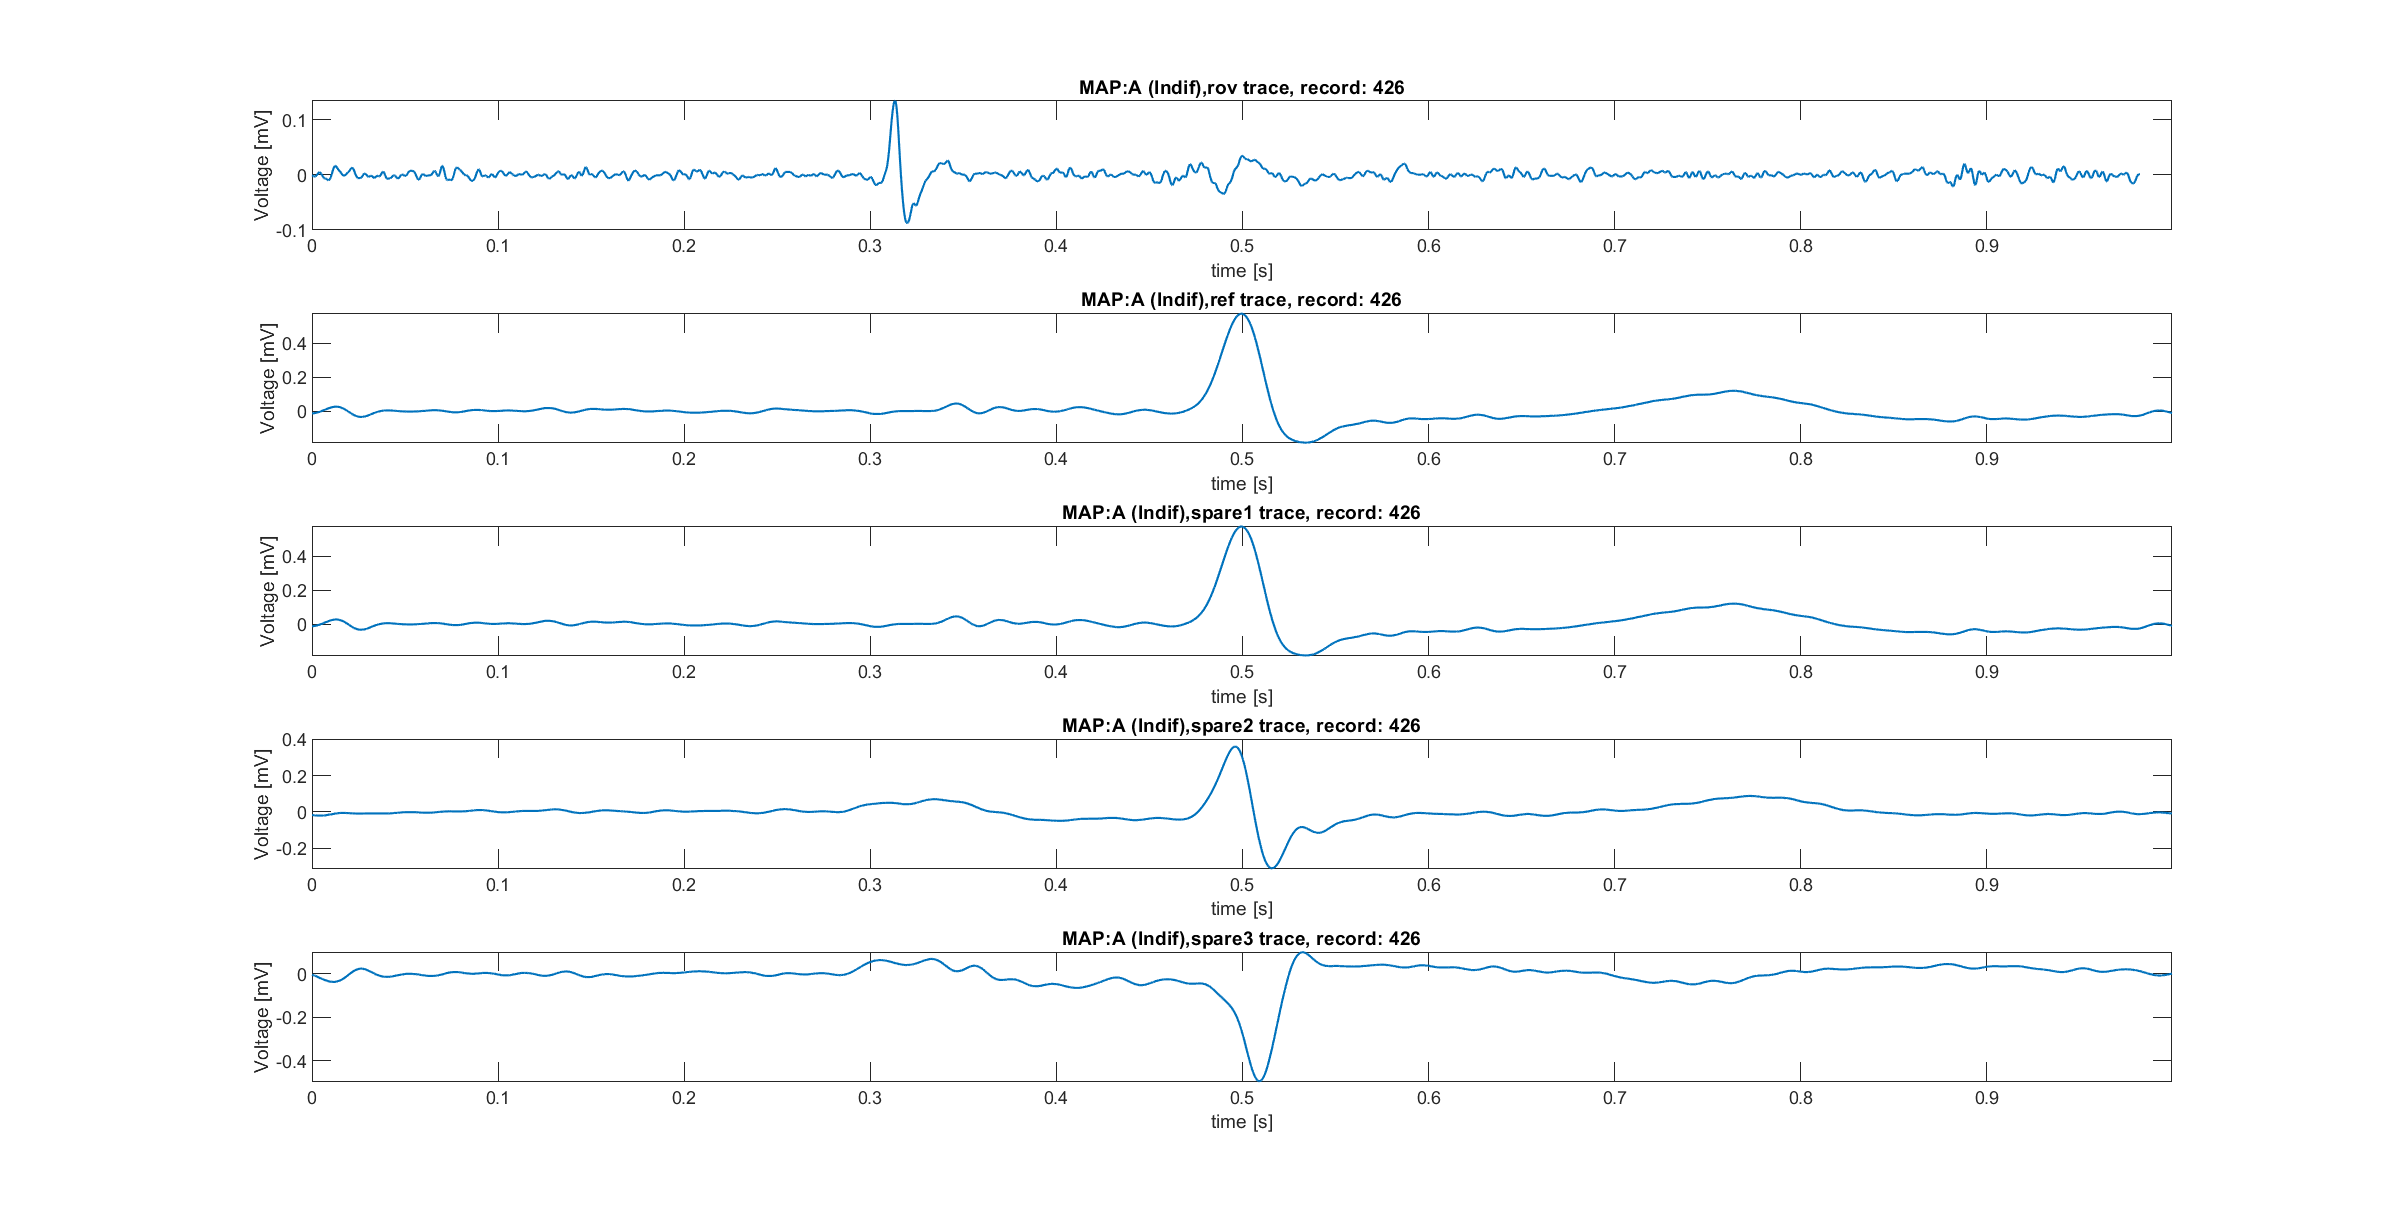 MAP:A (Indif),rov trace, record: 426
Voltage [mV]
0.1
0
-0.1
0 0.1 0.2 0.3 0.4 0.5 0.6 0.7 0.8 0.9
time [s]
MAP:A (Indif),ref trace, record: 426
Voltage [mV]
0.4
0.2
0
0 0.1 0.2 0.3 0.4 0.5 0.6 0.7 0.8 0.9
time [s]
MAP:A (Indif),spare1 trace, record: 426
Voltage [mV]
0.4
0.2
0
0 0.1 0.2 0.3 0.4 0.5 0.6 0.7 0.8 0.9
time [s]
MAP:A (Indif),spare2 trace, record: 426
Voltage [mV]
0.4
0.2
0
-0.2
0 0.1 0.2 0.3 0.4 0.5 0.6 0.7 0.8 0.9
time [s]
MAP:A (Indif),spare3 trace, record: 426
Voltage [mV]
0
-0.2
-0.4
0 0.1 0.2 0.3 0.4 0.5 0.6 0.7 0.8 0.9
time [s]